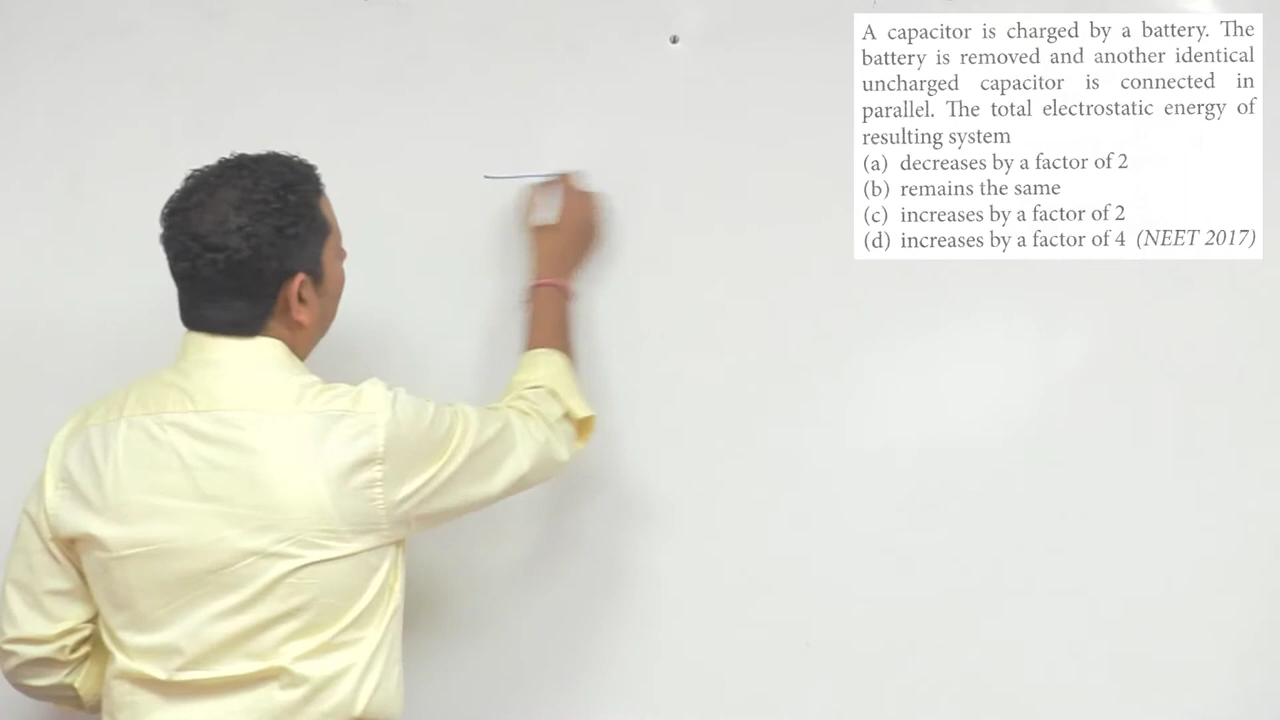 A capacitor is charged by a battery. The
battery is removed and another identical
uncharged capacitor is connected in
parallel. The total electrostatic energy of
resulting system
(a) decreases by a factor of 2
(b) remains the same
(c) increases by a factor of 2
(d) increases by a factor of 4 (NEET 2017)